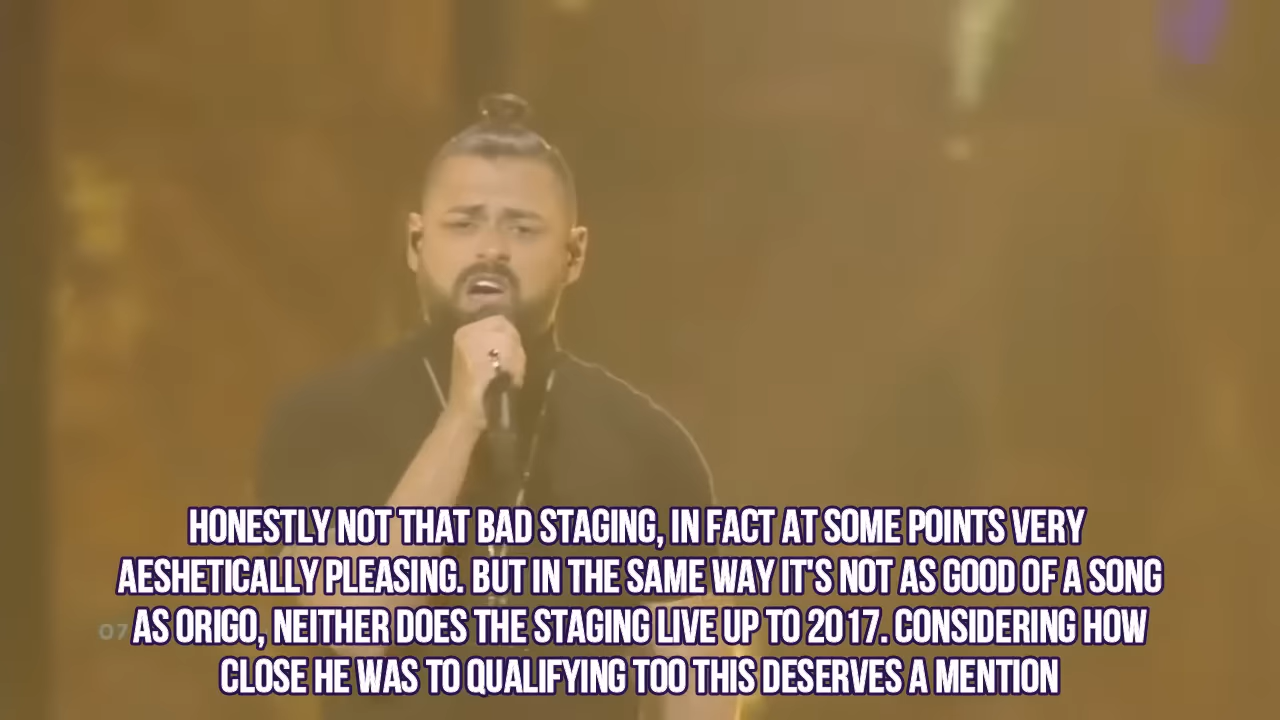 HONESTLY NOT THAT BAD STAGING, IN FACT AT SOME POINTS VERY
AESHETICALLY PLEASING. BUT IN THE SAME WAY IT'S NOT AS GOOD OF A SONG
AS ORIGO, NEITHER DOES THE STAGING LIVE UP TO 2017. CONSIDERING HOW
CLOSE HE WAS TO QUALIFYING TOO THIS DESERVES A MENTION
07